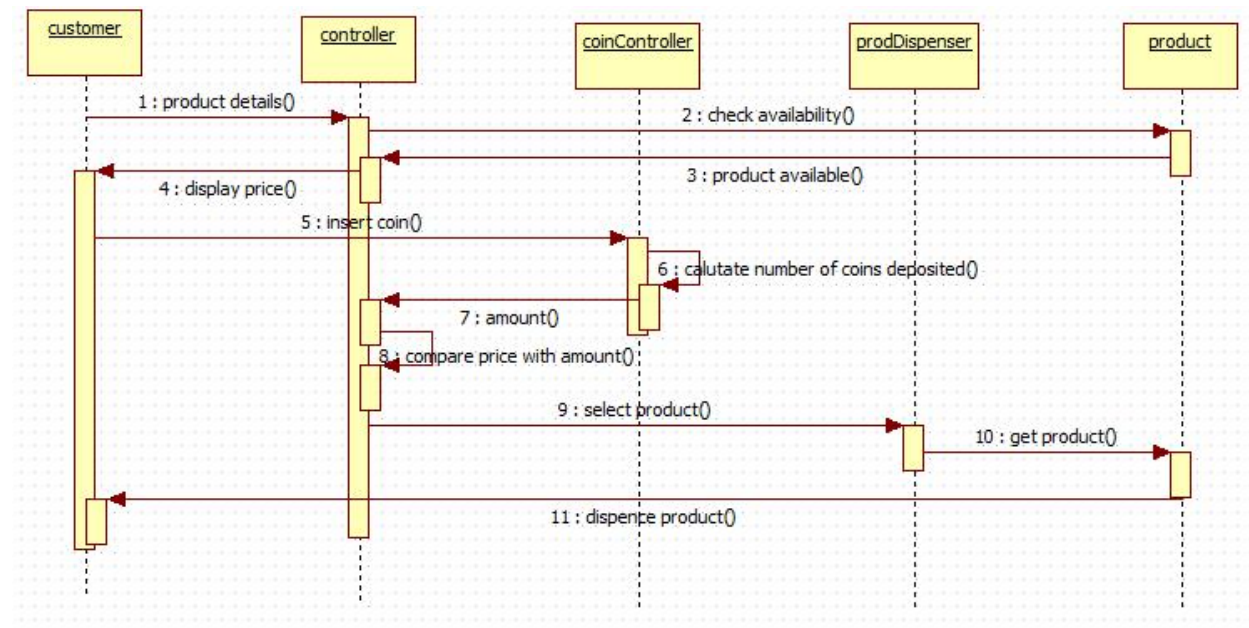 customer
controller
coinController
prodDispenser
product
1 : product details()
2 : check availability()
3 : product available()
4 : display price()
5 : insert coin()
6 : calutate number of coins deposited()
7 : amount()
8 : compare price with amount()
9 : select product()
10 : get product()
11 : dispence product()